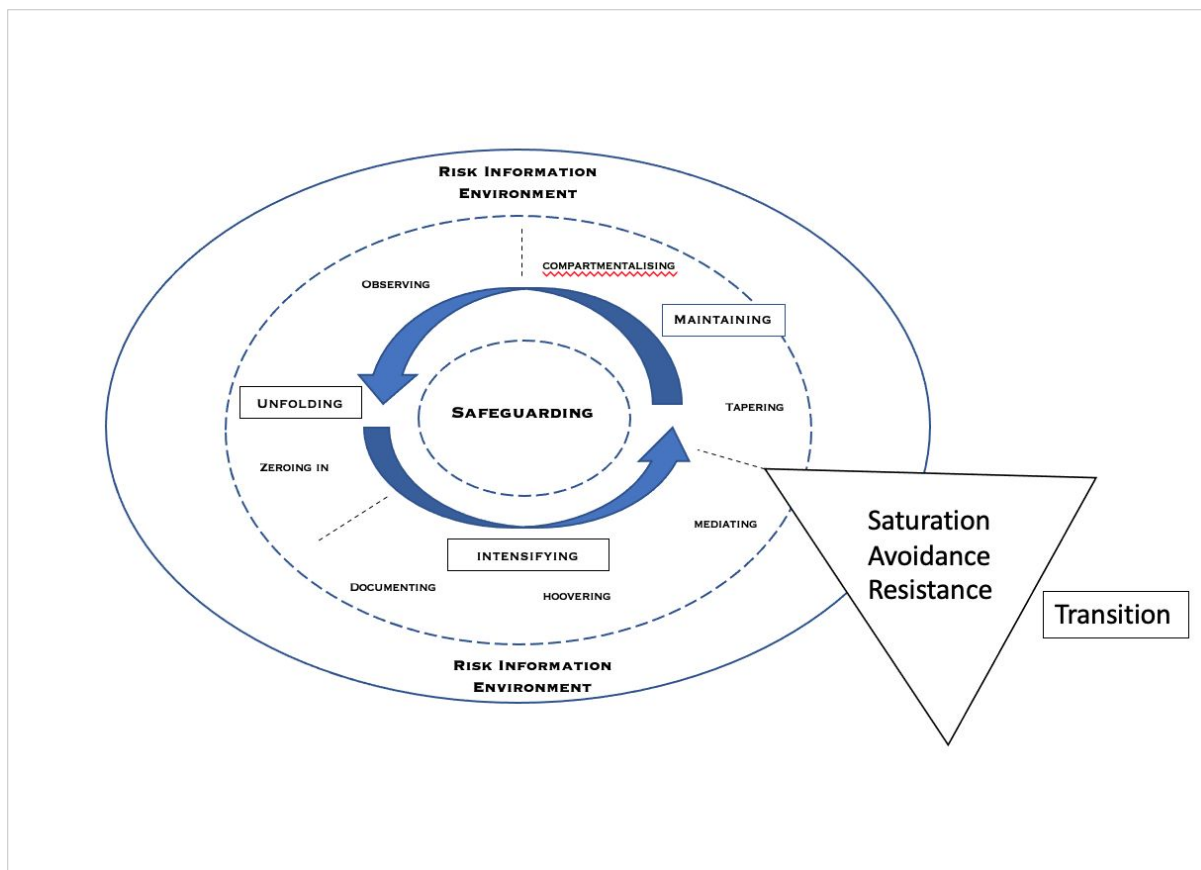 RISK INFORMATION
ENVIRONMENT
COMPARTMENTALISING
OBSERVING
MAINTAINING
UNFOLDING
SAFEGUARDING
TAPERING
ZEROING IN
MEDIATING
INTENSIFYING
DOCUMENTING
HOOVERING
Saturation
Avoidance
Resistance
Transition
RISK INFORMATION
ENVIRONMENT